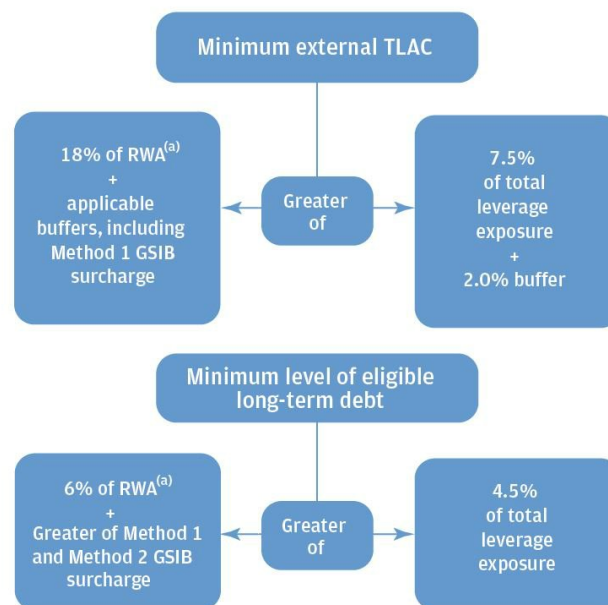 Minimum external TLAC
18% of RWA(a)
+
applicable
buffers, including
Method 1 GSIB
surcharge
Greater
of
7.5%
of total
leverage
exposure
+
2.0% buffer
Minimum level of eligible
long-term debt
6% of RWA(a)
+
Greater of Method 1
and Method 2 GSIB
surcharge
Greater
of
4.5%
of total
leverage
exposure